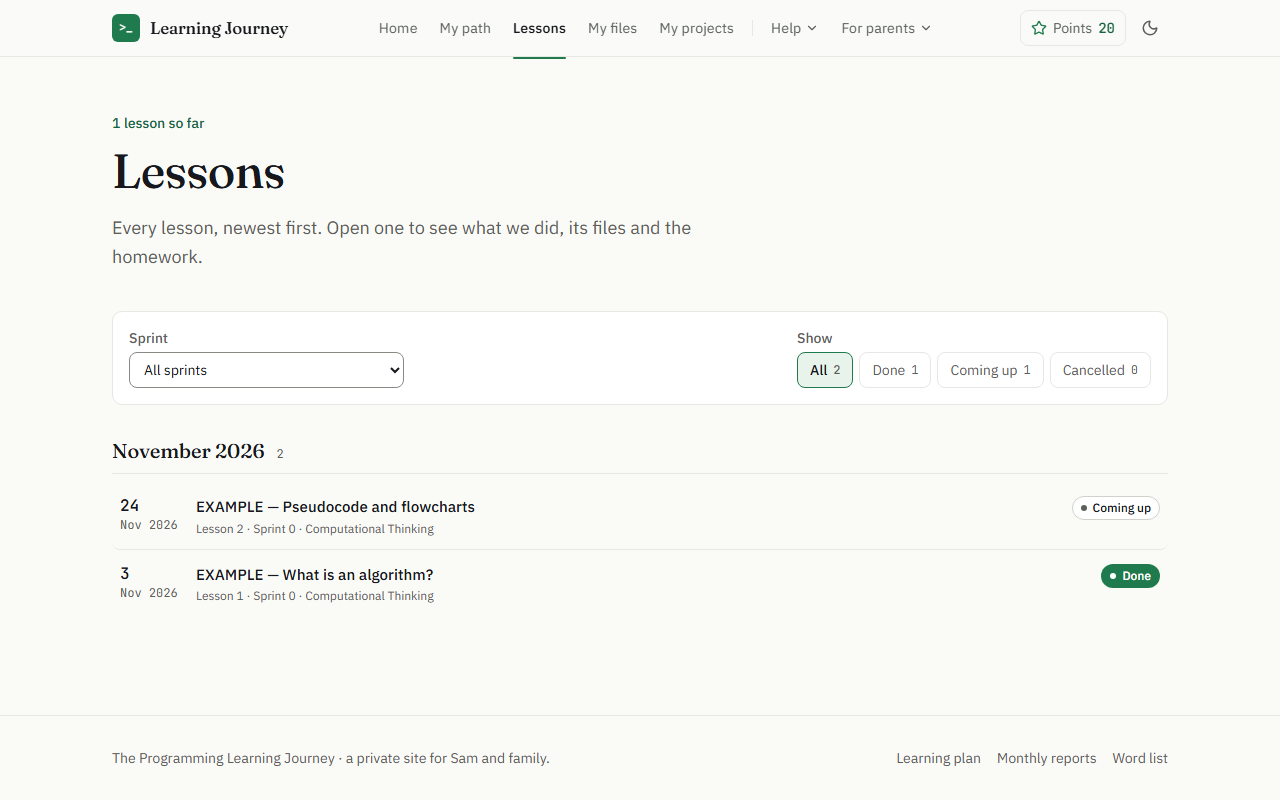 >_ Learning Journey Home My path Lessons My files My projects Help For parents Points 20
1 lesson so far
Lessons
Every lesson, newest first. Open one to see what we did, its files and the
homework.
Sprint Show
All sprints All 2 Done 1 Coming up 1 Cancelled 0
November 2026 2
24 EXAMPLE — Pseudocode and flowcharts Coming up
Nov 2026 Lesson 2 · Sprint 0 · Computational Thinking
3 EXAMPLE — What is an algorithm? Done
Nov 2026 Lesson 1 · Sprint 0 · Computational Thinking
The Programming Learning Journey · a private site for Sam and family. Learning plan Monthly reports Word list